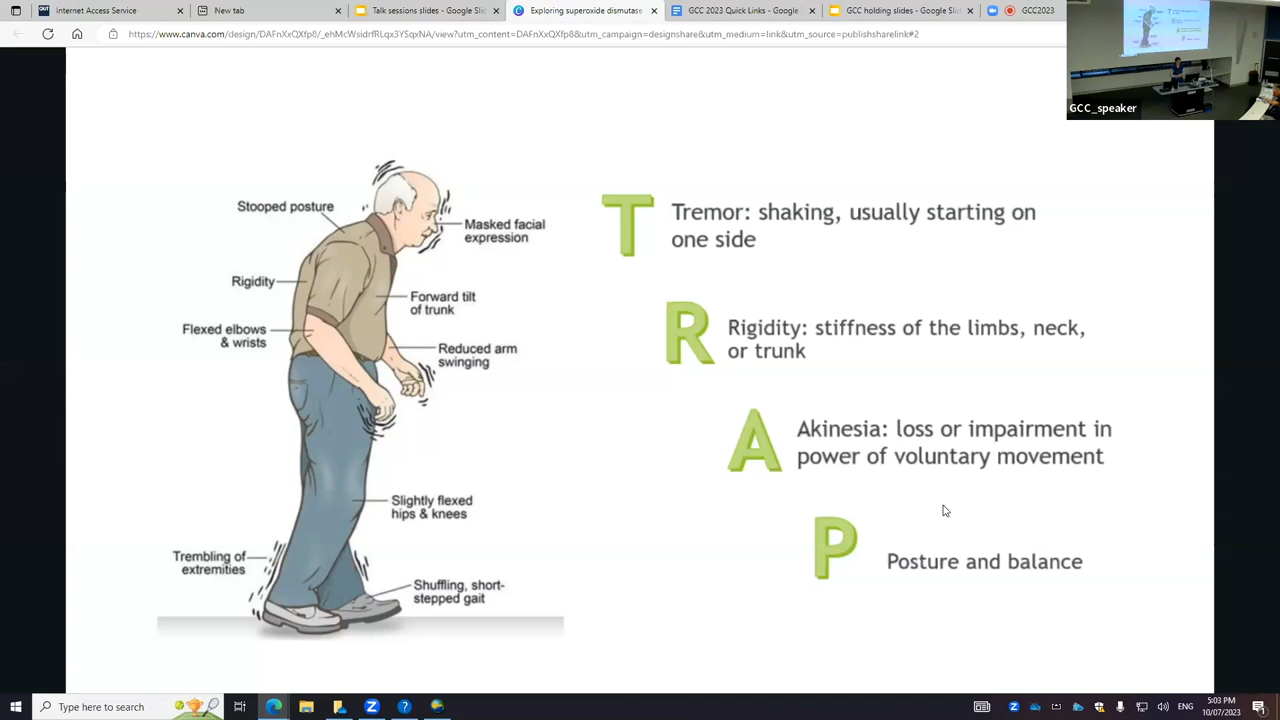 Internet Login
New tab
Talk sessions slides - Google Slid
Exploring superoxide dismutase
GCC 2023 Quick Links - Google D
GCC holding slides - Google Slid
GCC2023
https://www.canva.com/design/DAFnXxQXfp8/_ehMcWsidrfRLqx3YSqxNA/view?utm_content=DAFnXxQXfp8&utm_campaign=designshare&utm_medium=link&utm_source=publishsharelink#2
GCC_speaker
Stooped posture
Masked facial
expression
Rigidity
Forward tilt
of trunk
Flexed elbows
& wrists
Reduced arm
swinging
Slightly flexed
hips & knees
Trembling of
extremities
Shuffling, short-
stepped gait
T
Tremor: shaking, usually starting on
one side
R
Rigidity: stiffness of the limbs, neck,
or trunk
A
Akinesia: loss or impairment in
power of voluntary movement
P
Posture and balance
Type here to search
ENG
5:03 PM
10/07/2023